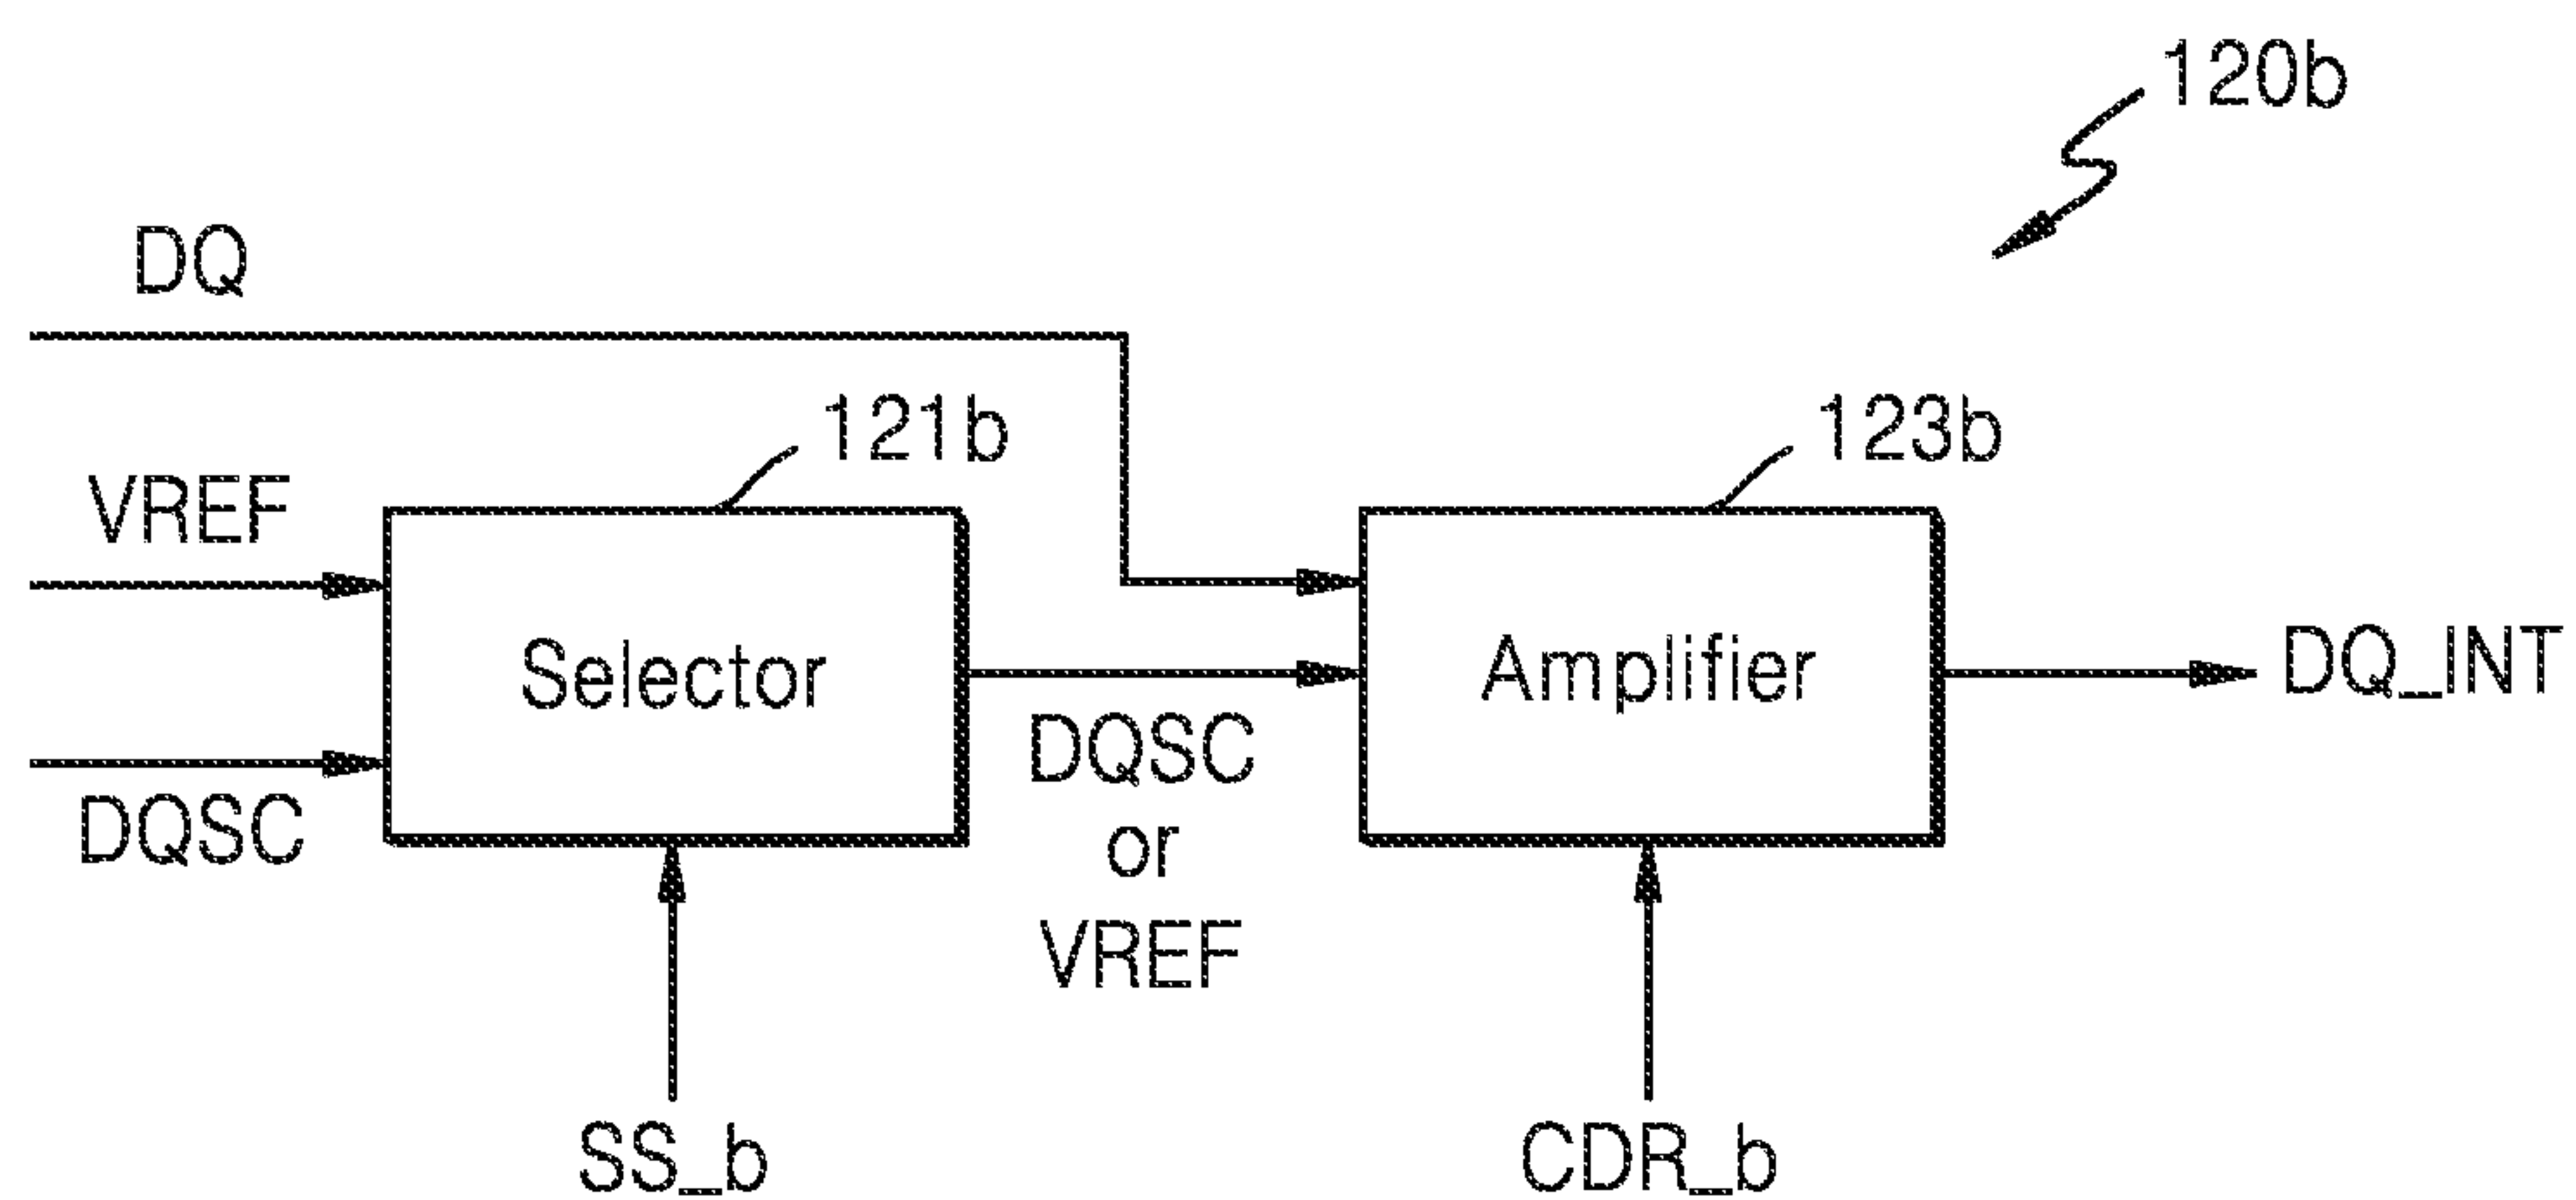 120b
DQ
121b
123b
VREF
Selector
Amplifier
DQ_INT
DQSC
DQSC
or
VREF
SS_b
CDR_b